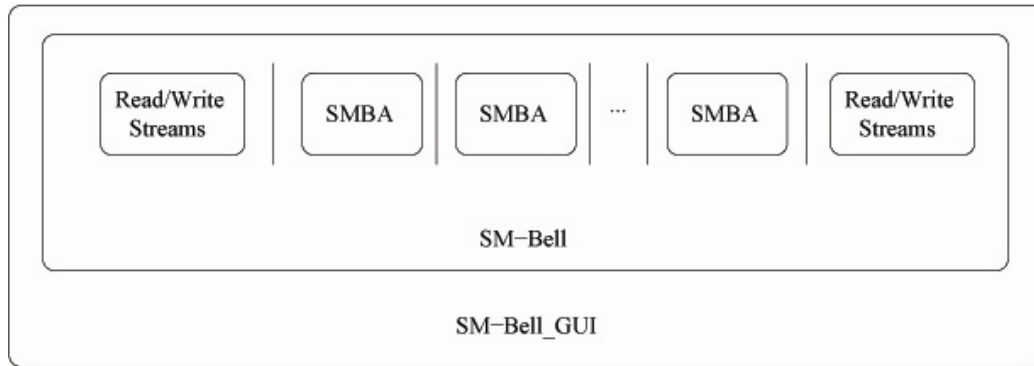 Read/Write
Streams
SMBA
SMBA
...
SMBA
Read/Write
Streams
SM-Bell
SM-Bell_GUI